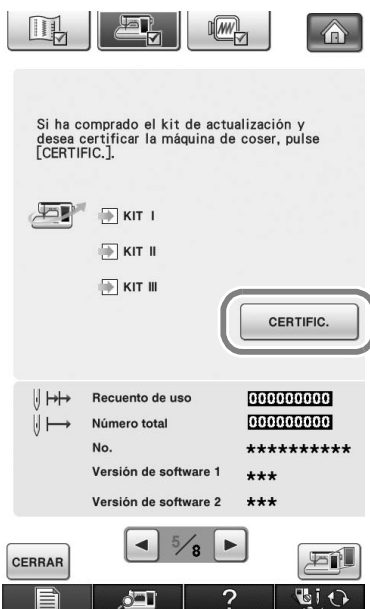 Si ha comprado el kit de actualización y
desea certificar la máquina de coser, pulse
[CERTIFIC.].
KIT I
KIT II
KIT III
CERTIFIC.
Recuento de uso 000000000
Número total 000000000
No. **********
Versión de software 1 ***
Versión de software 2 ***
5/8
CERRAR
?